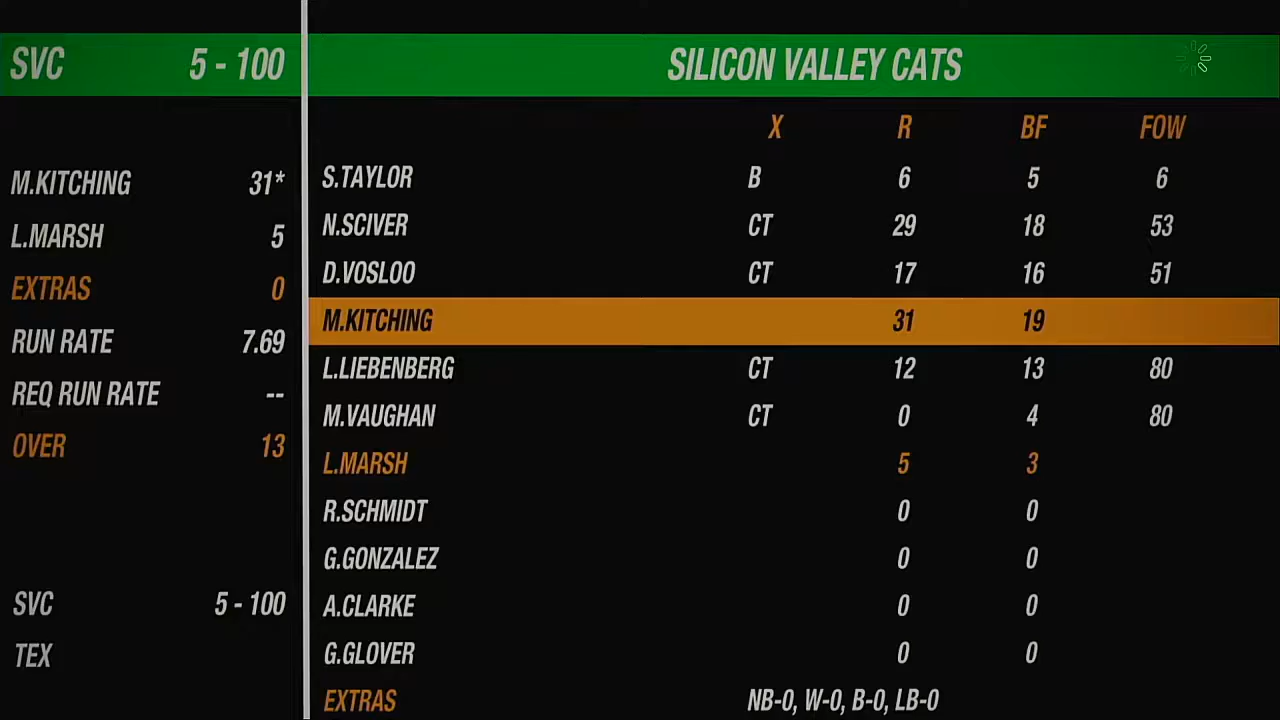 SVC 5 - 100
M.KITCHING 31*
L.MARSH 5
EXTRAS 0
RUN RATE 7.69
REQ RUN RATE --
OVER 13
SVC 5 - 100
TEX
SILICON VALLEY CATS
X R BF FOW
S.TAYLOR B 6 5 6
N.SCIVER CT 29 18 53
D.VOSLOO CT 17 16 51
M.KITCHING 31 19
L.LIEBENBERG CT 12 13 80
M.VAUGHAN CT 0 4 80
L.MARSH 5 3
R.SCHMIDT 0 0
G.GONZALEZ 0 0
A.CLARKE 0 0
G.GLOVER 0 0
EXTRAS NB-0, W-0, B-0, LB-0